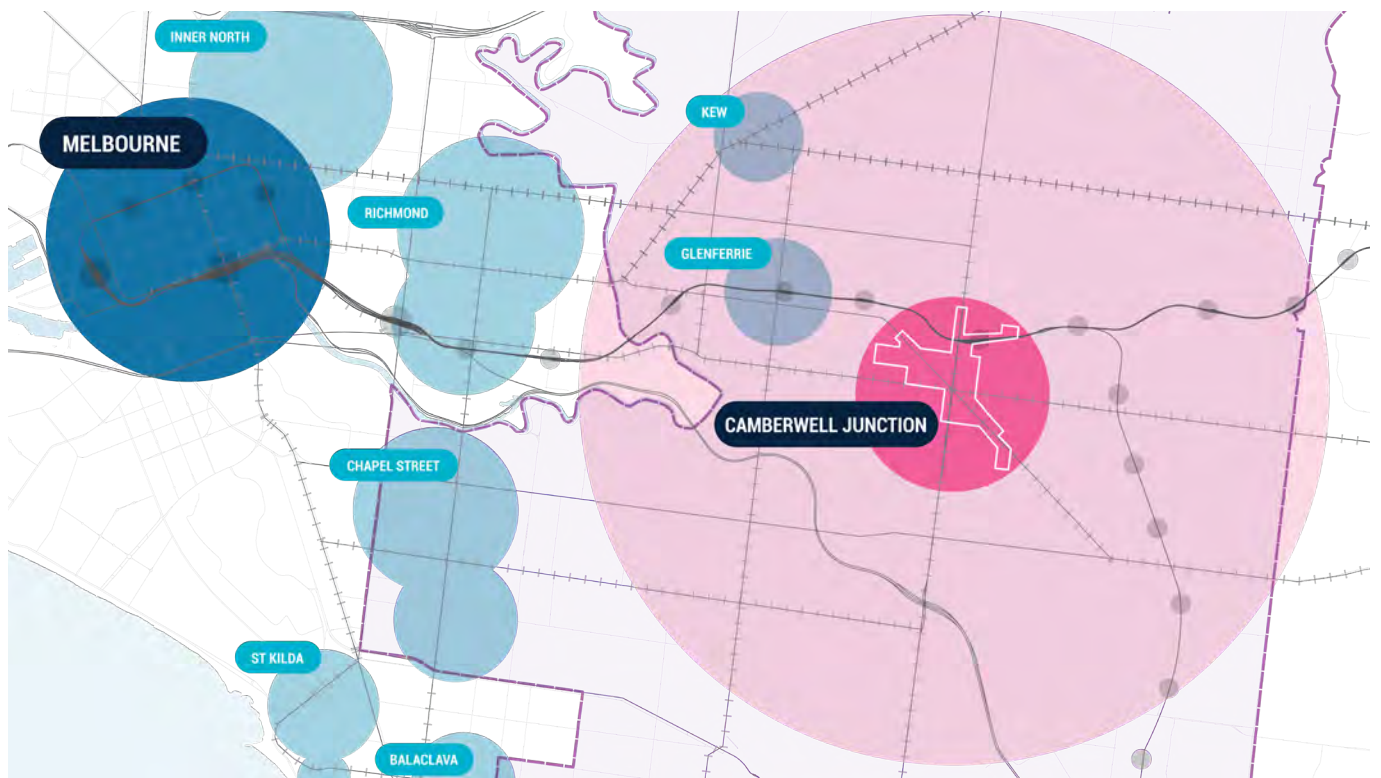 INNER NORTH
KEW
MELBOURNE
RICHMOND
GLENFERRIE
CAMBERWELL JUNCTION
CHAPEL STREET
ST KILDA
BALACLAVA